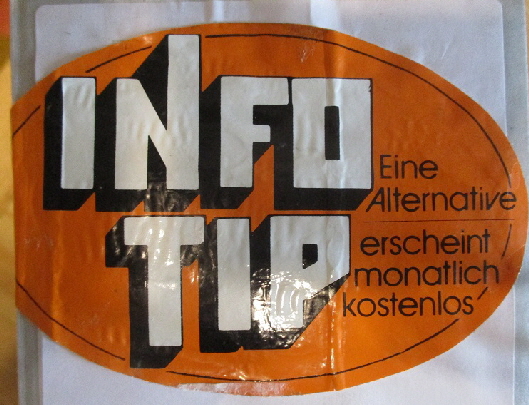 INFO
TIP
Eine
Alternative
erscheint
monatlich
kostenlos